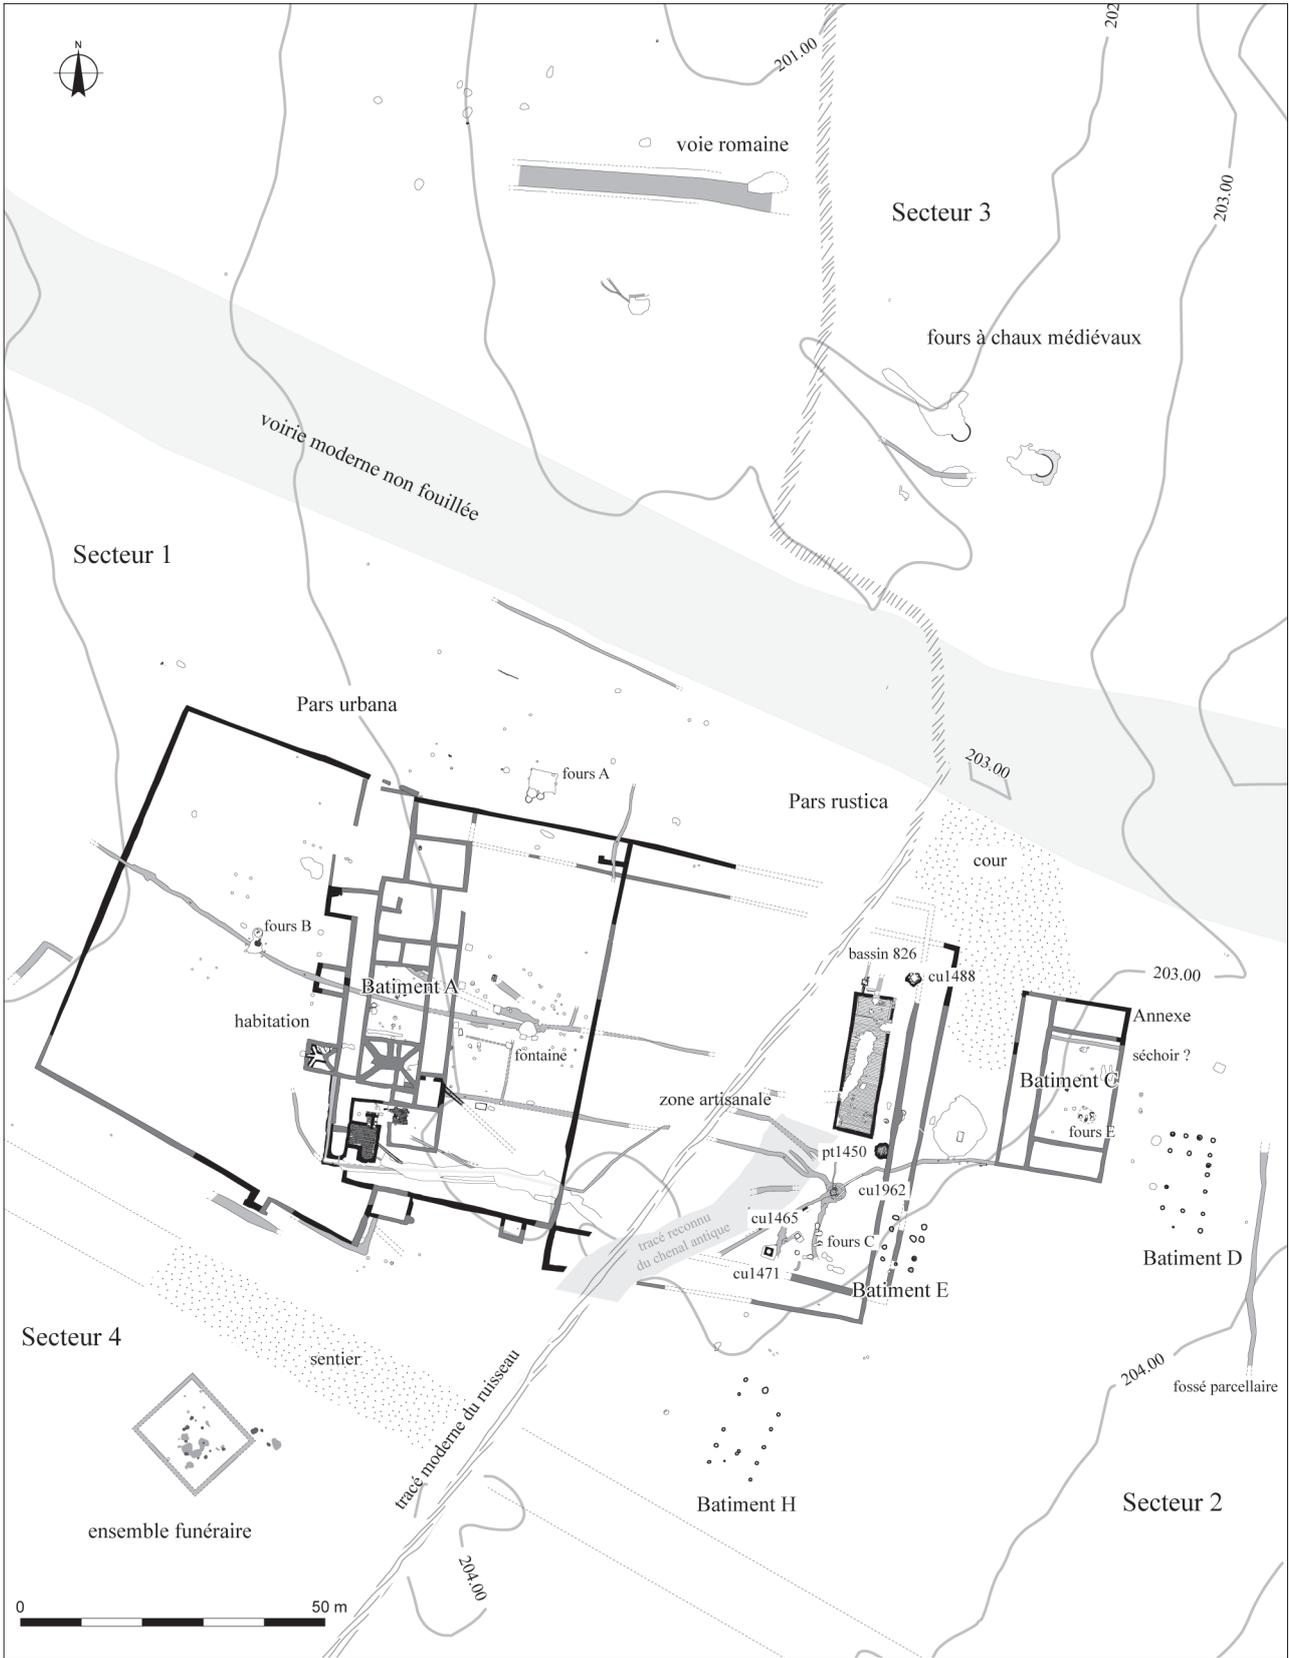 202
N
201.00
voie romaine
203.00
Secteur 3
fours à chaux médiévaux
voirie moderne non fouillée
Secteur 1
Pars urbana
203.00
fours A
Pars rustica
cour
fours B
bassin 826
cu1488
203.00
Batiment A
habitation
Annexe
fontaine
séchoir ?
Batiment C
zone artisanale
fours E
pt1450
cu1962
cu1465
tracé reconnu
du chenal antique
fours C
cu1471
Batiment D
Batiment E
Secteur 4
sentier
204.00
fossé parcellaire
tracé moderne du ruisseau
Batiment H
Secteur 2
ensemble funéraire
204.00
0
50 m